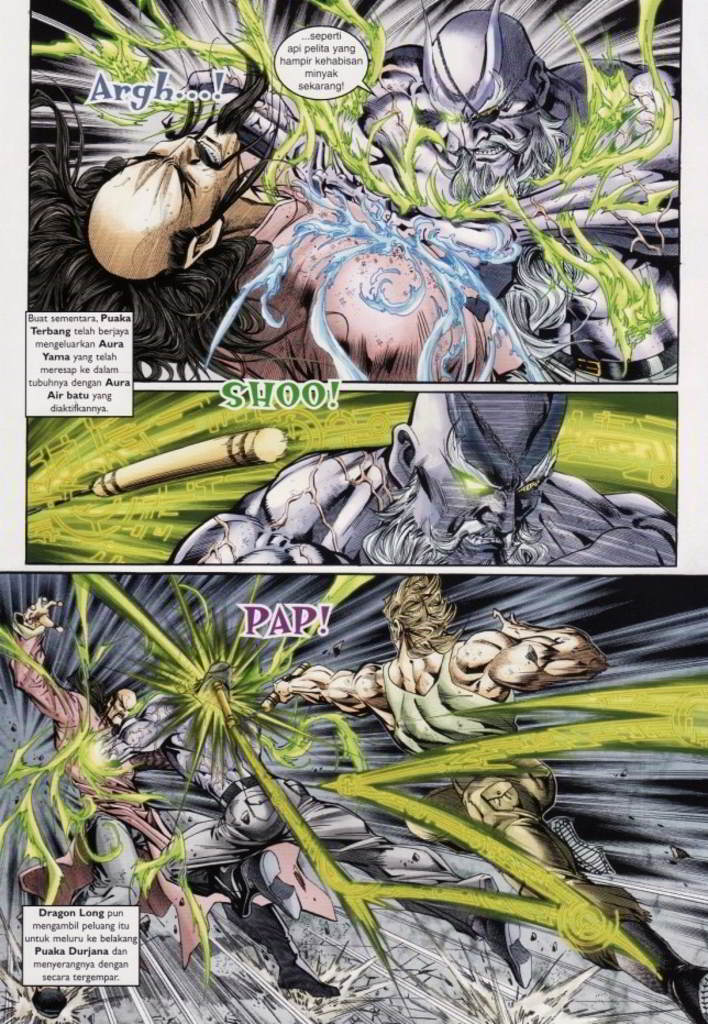 ...seperti
api pelita yang
hampir kehabisan
minyak
sekarang!
Argh...!
Buat sementara, Puaka
Terbang telah berjaya
mengeluarkan Aura
Yama yang telah
meresap ke dalam
tubuhnya dengan Aura
Air batu yang
diaktifkannya.
SHOO!
PAP!
Dragon Long pun
mengambil peluang itu
untuk meluru ke belakang
Puaka Durjana dan
menyerangnya dengan
secara tergempar.